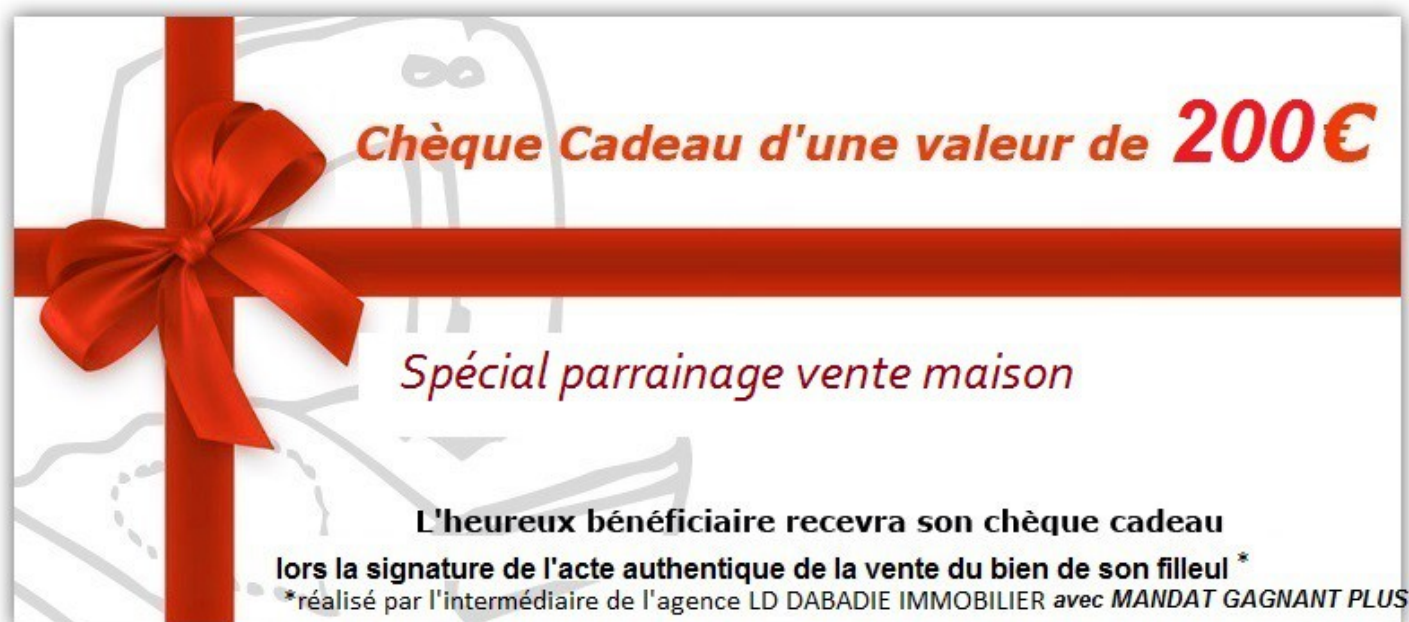 Chèque Cadeau d'une valeur de 200€
Spécial parrainage vente maison
L'heureux bénéficiaire recevra son chèque cadeau
lors la signature de l'acte authentique de la vente du bien de son filleul *
*réalisé par l'intermédiaire de l'agence LD DABADIE IMMOBILIER avec MANDAT GAGNANT PLUS